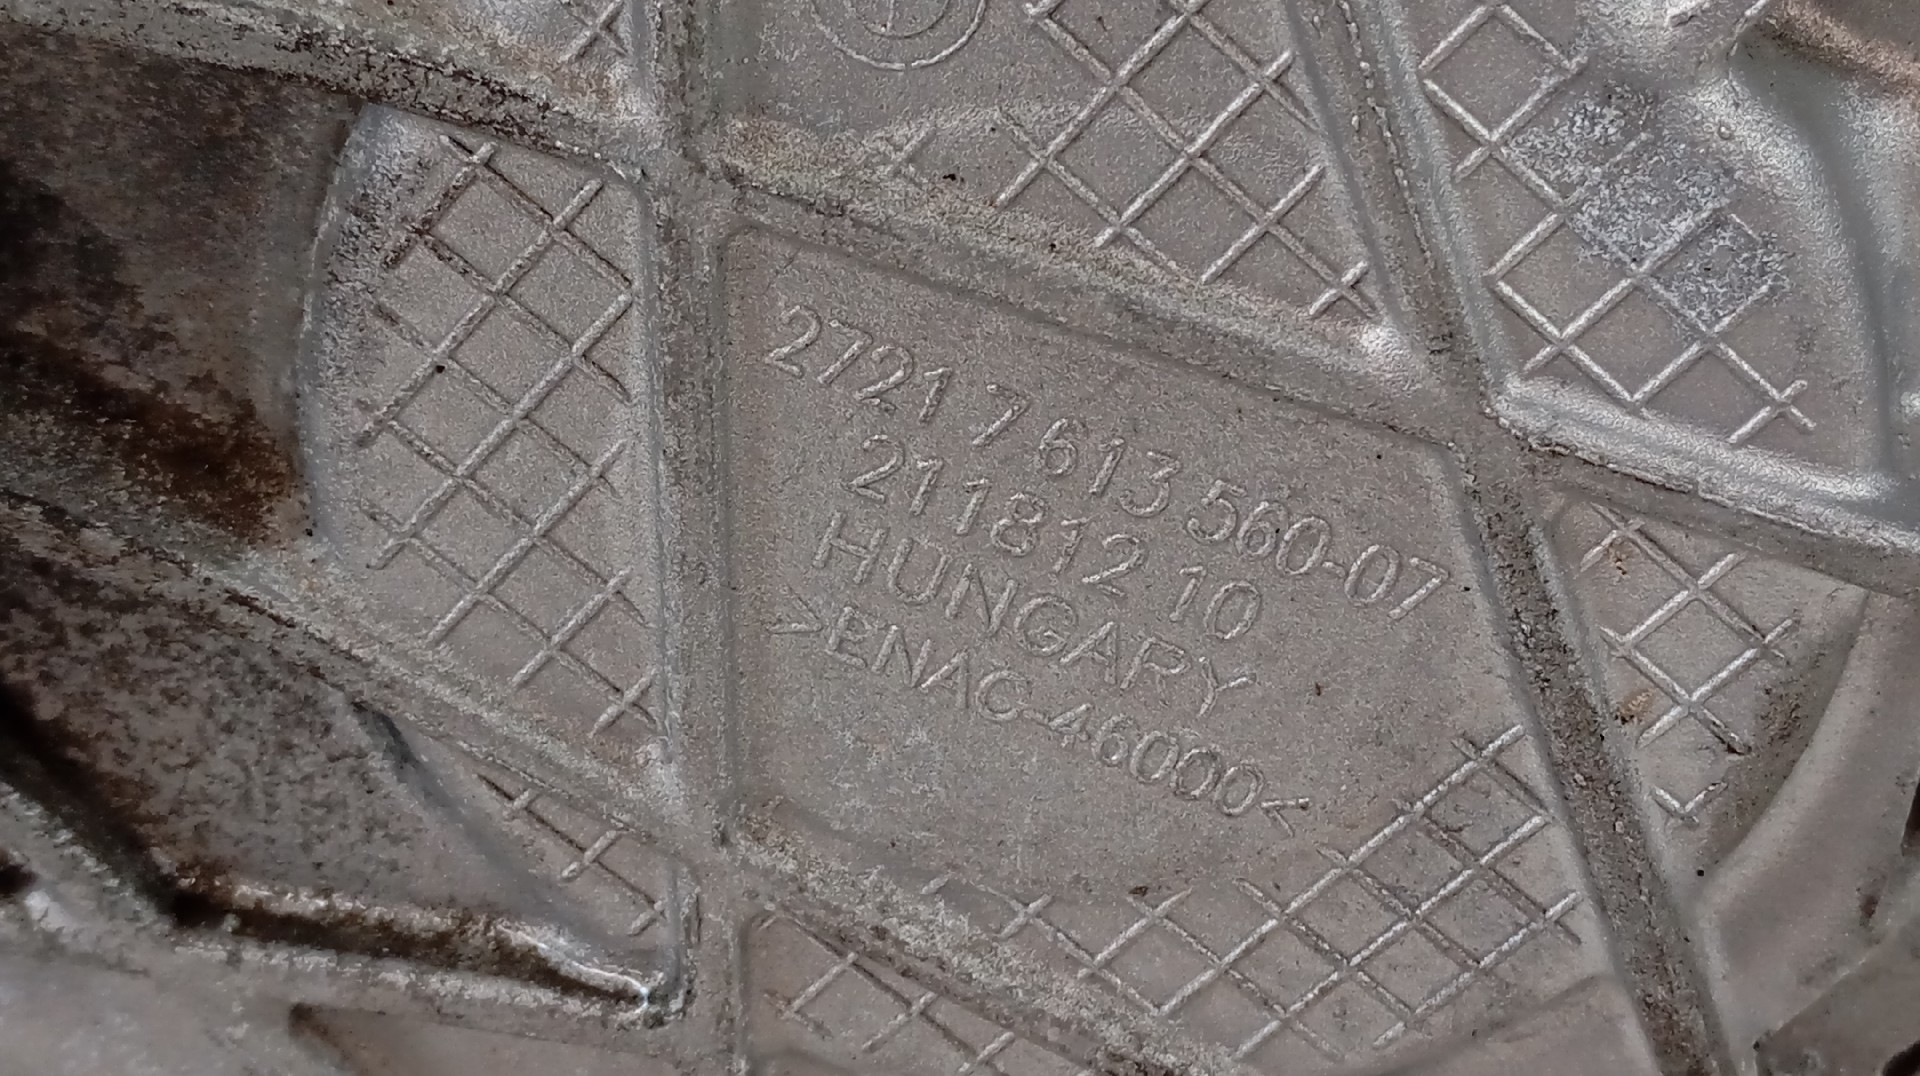 2721 7 613 560-07
211812 10
HUNGARY
>ENAC-46000<